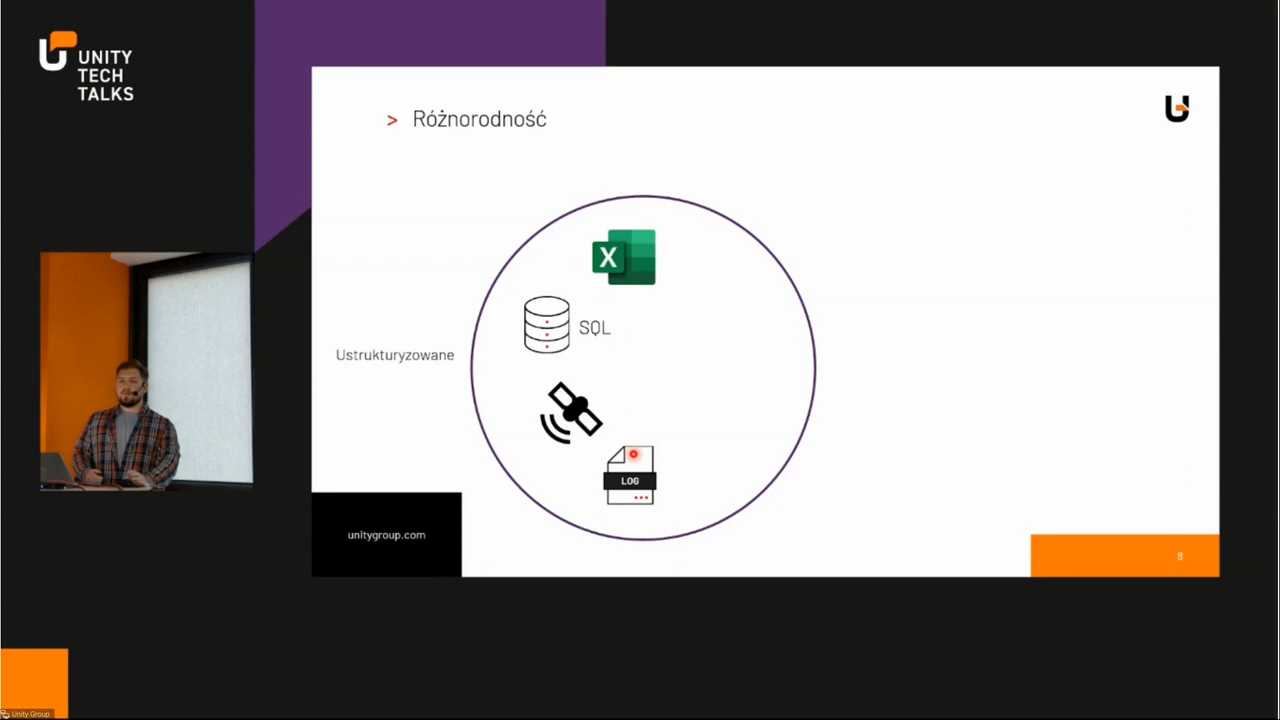 UNITY
TECH
TALKS
> Różnorodność
X
SQL
Ustrukturyzowane
LOG
unitygroup.com
8
Unity Group